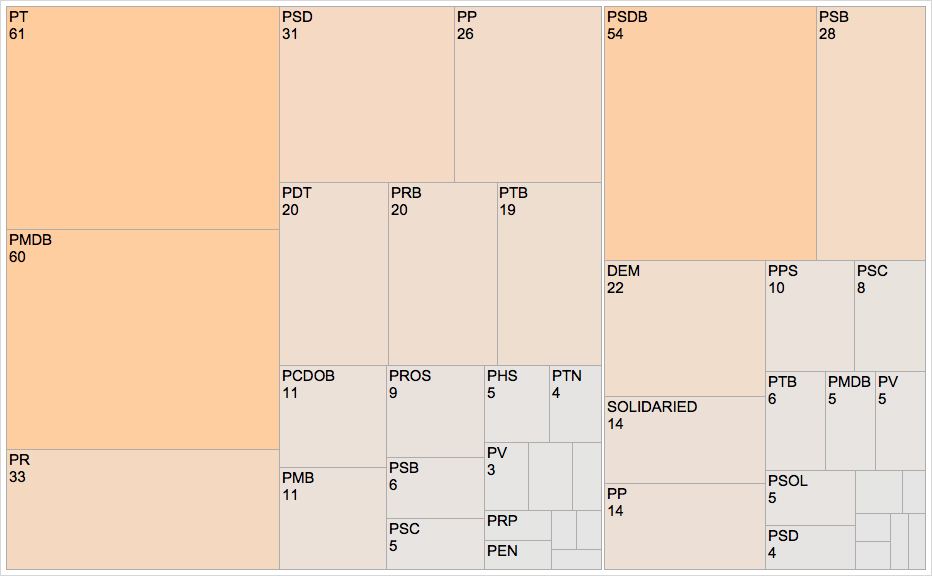 PT
61
PMDB
60
PR
33
PSD
31
PP
26
PDT
20
PRB
20
PTB
19
PCDOB
11
PMB
11
PROS
9
PSB
6
PSC
5
PHS
5
PTN
4
PV
3
PRP
PEN
PSDB
54
PSB
28
DEM
22
SOLIDARIED
14
PP
14
PPS
10
PSC
8
PTB
6
PMDB
5
PV
5
PSOL
5
PSD
4